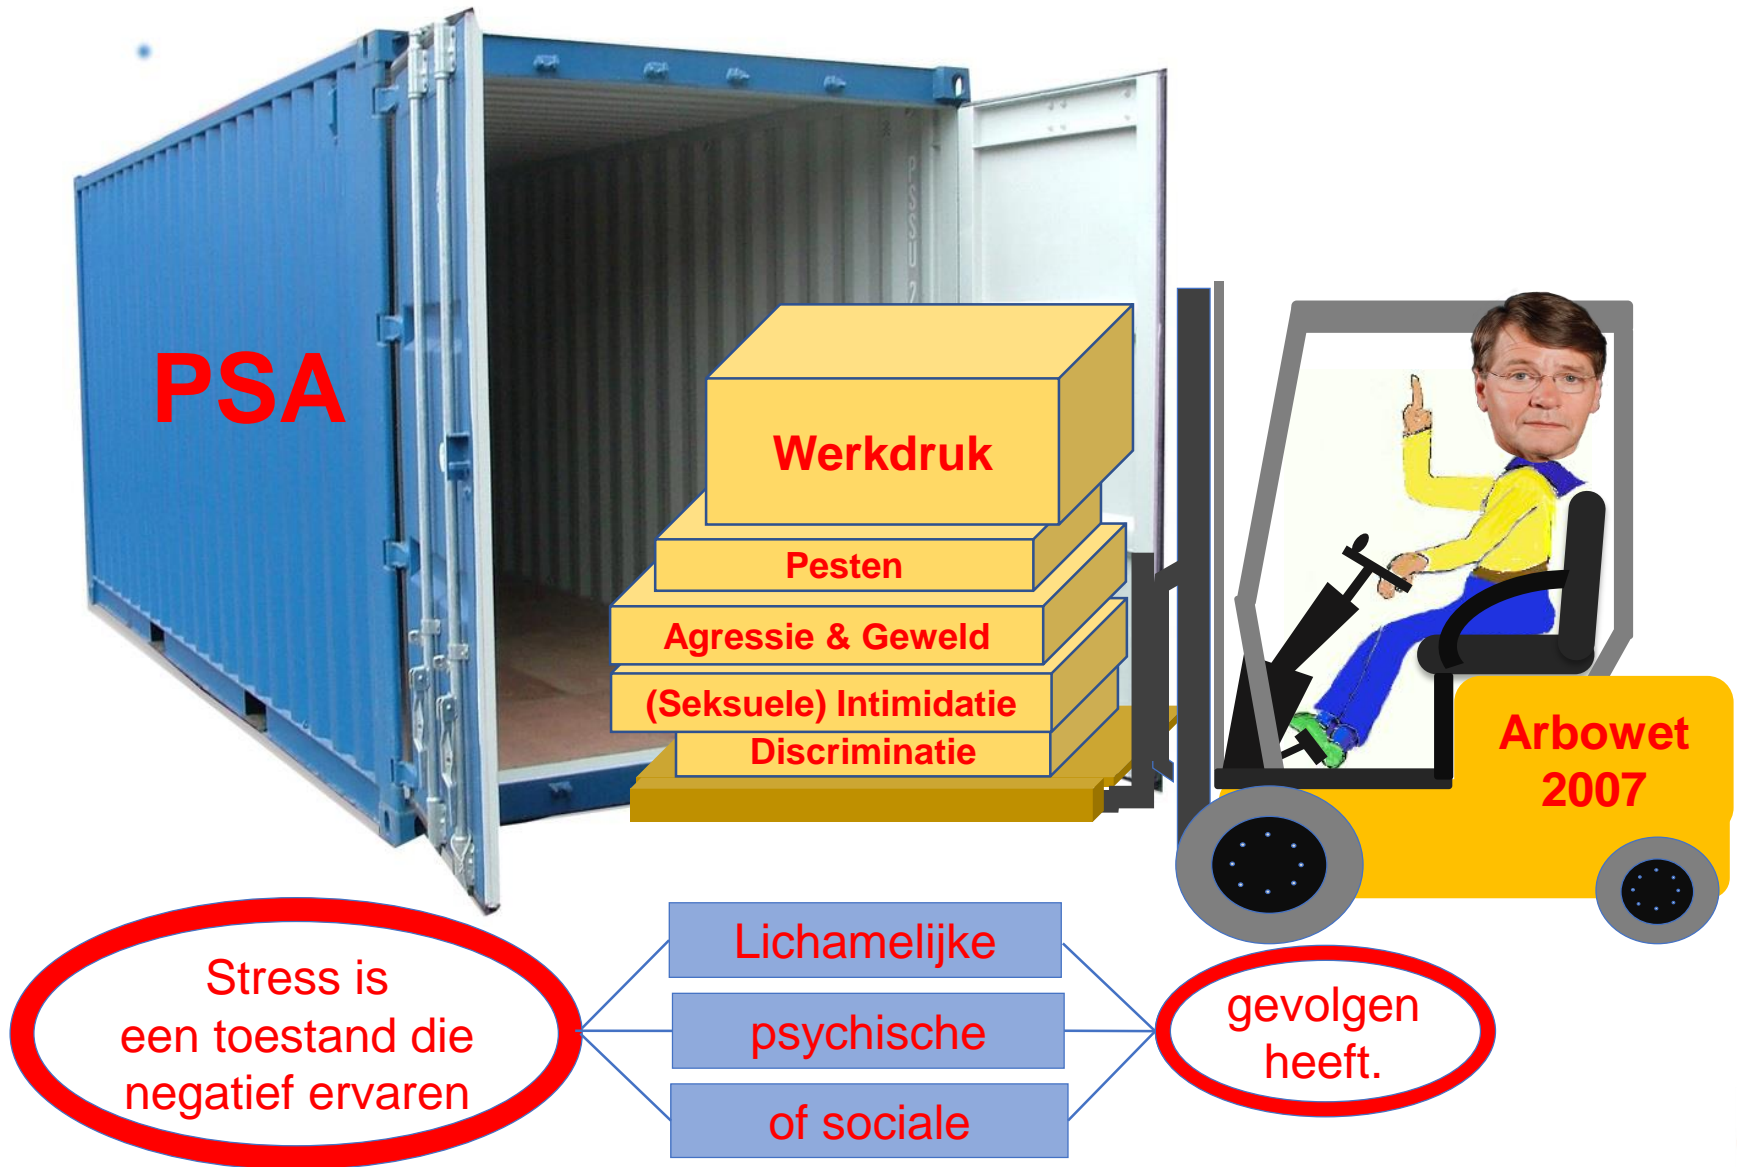 PSA
Werkdruk
Pesten
Agressie & Geweld
(Seksuele) Intimidatie
Discriminatie
Arbowet
2007
Stress is
een toestand die
negatief ervaren
Lichamelijke
psychische
of sociale
gevolgen
heeft.